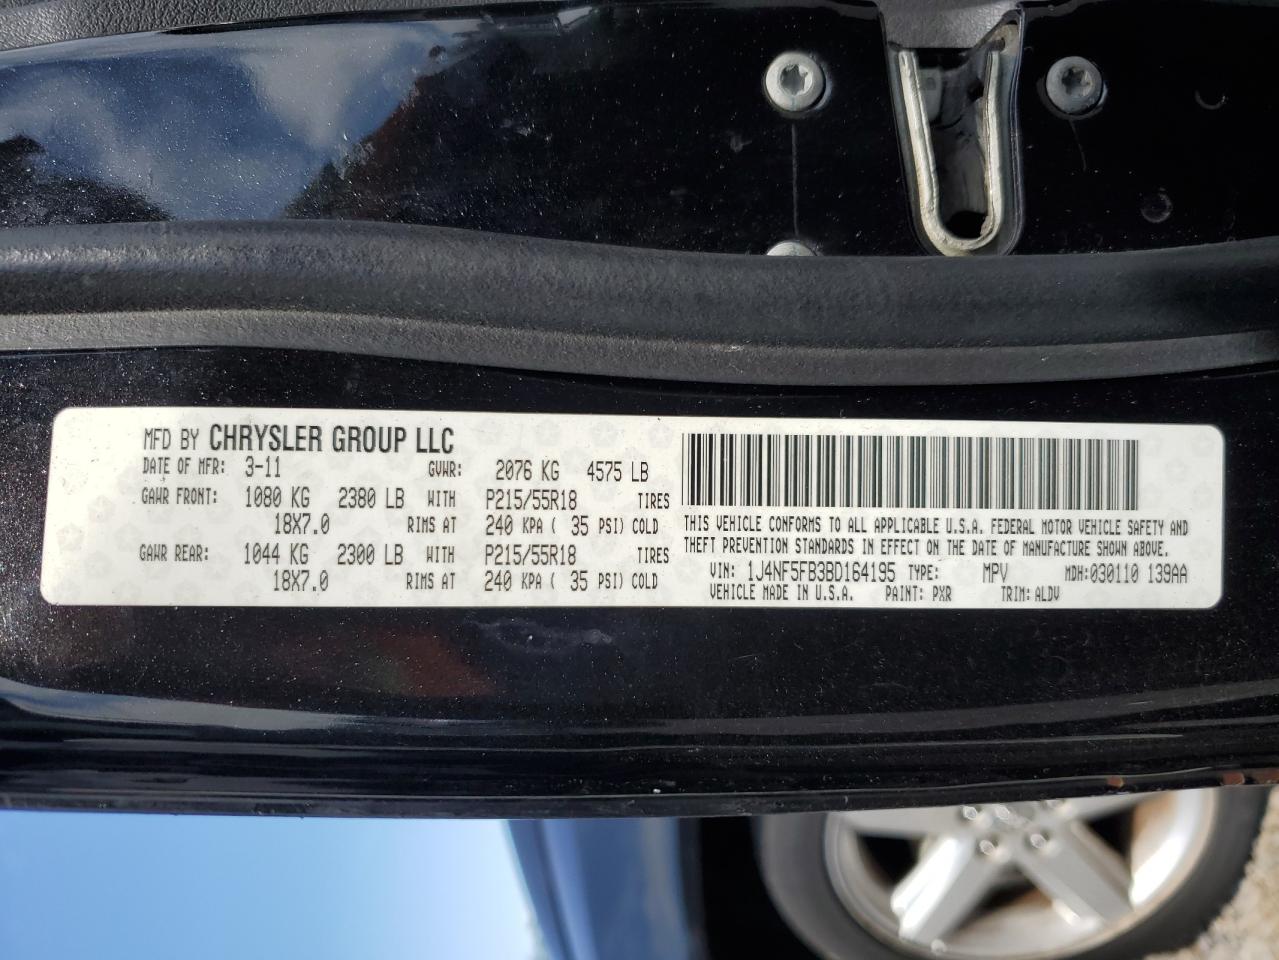 MFD BY CHRYSLER GROUP LLC
DATE OF MFR: 3-11 GVWR: 2076 KG 4575 LB
GAWR FRONT: 1080 KG 2380 LB WITH P215/55R18 TIRES
18X7.0 RIMS AT 240 KPA ( 35 PSI) COLD
GAWR REAR: 1044 KG 2300 LB WITH P215/55R18 TIRES
18X7.0 RIMS AT 240 KPA ( 35 PSI) COLD
THIS VEHICLE CONFORMS TO ALL APPLICABLE U.S.A. FEDERAL MOTOR VEHICLE SAFETY AND
THEFT PREVENTION STANDARDS IN EFFECT ON THE DATE OF MANUFACTURE SHOWN ABOVE.
VIN: 1J4NF5FB3BD164195 TYPE: MPV MDH:030110 139AA
VEHICLE MADE IN U.S.A. PAINT: PXR TRIM: ALDV